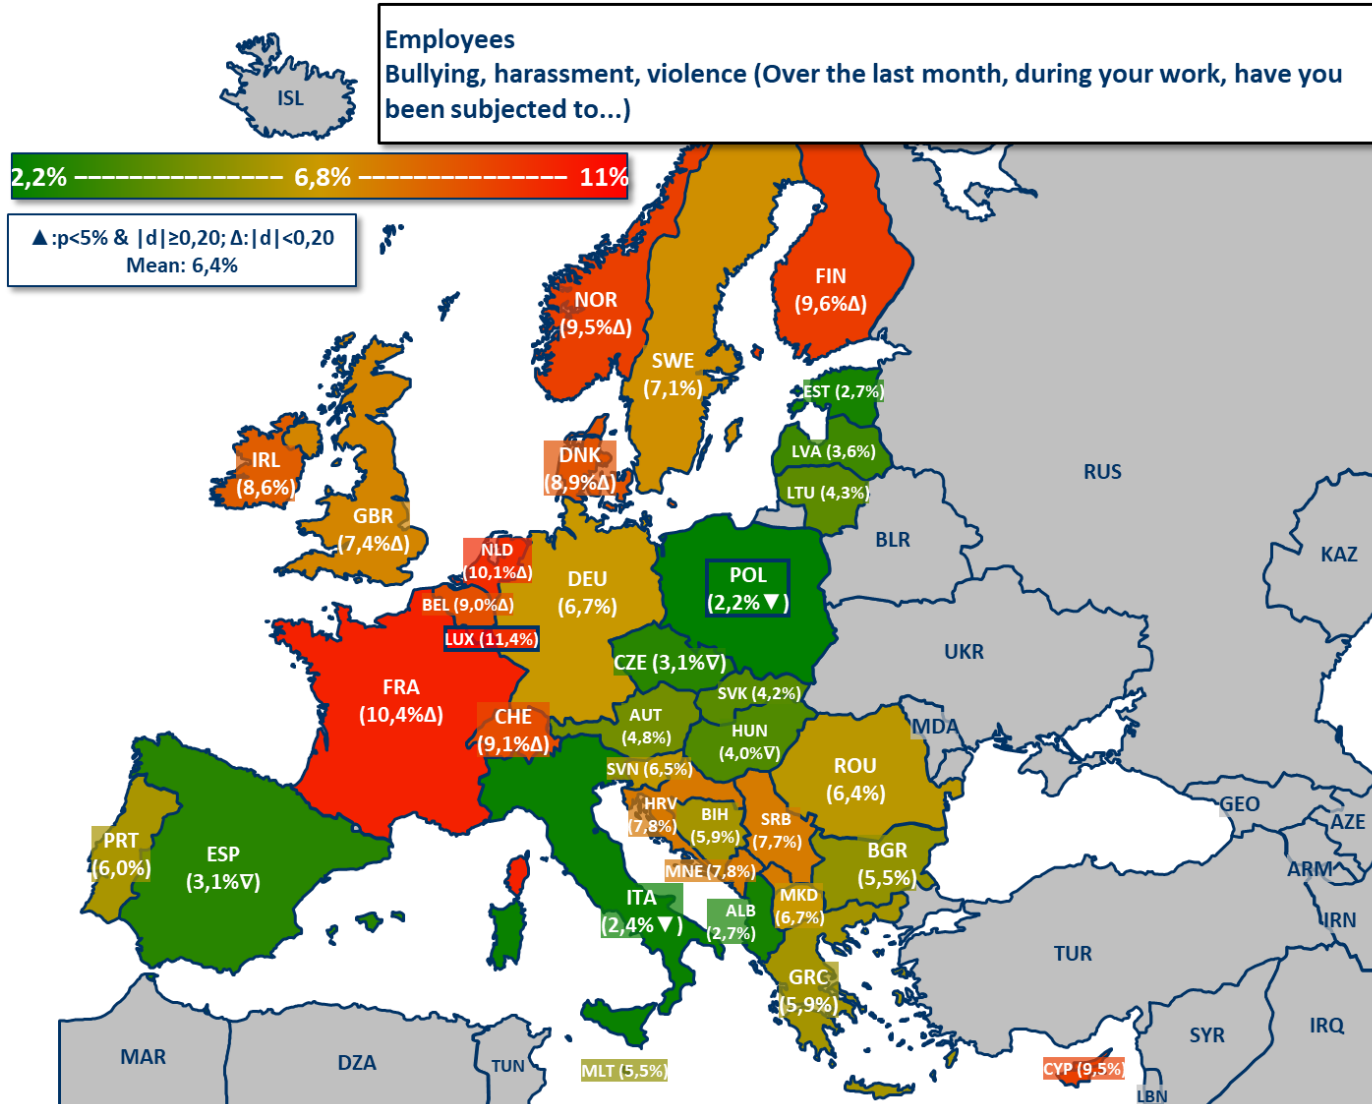 Employees
Bullying, harassment, violence (Over the last month, during your work, have you
been subjected to...)
ISL
2,2% –––––––––––––– 6,8% –––––––––––––– 11%
▲:p<5% & |d|≥0,20; Δ:|d|<0,20
Mean: 6,4%
FIN
(9,6%Δ)
NOR
(9,5%Δ)
SWE
(7,1%)
EST (2,7%)
LVA (3,6%)
LTU (4,3%)
RUS
IRL
(8,6%)
DNK
(8,9%Δ)
GBR
(7,4%Δ)
BLR
KAZ
NLD
(10,1%Δ)
DEU
(6,7%)
POL
(2,2%▼)
BEL (9,0%Δ)
LUX (11,4%)
UKR
CZE (3,1%∇)
FRA
(10,4%Δ)
SVK (4,2%)
CHE
(9,1%Δ)
AUT
(4,8%)
HUN
(4,0%∇)
MDA
SVN (6,5%)
ROU
(6,4%)
HRV
(7,8%)
BIH
(5,9%)
SRB
(7,7%)
GEO
AZE
PRT
(6,0%)
ESP
(3,1%∇)
BGR
(5,5%)
MNE (7,8%)
ARM
ITA
(2,4%▼)
ALB
(2,7%)
MKD
(6,7%)
IRN
TUR
GRC
(5,9%)
IRQ
SYR
MAR
DZA
TUN
MLT (5,5%)
CYP (9,5%)
LBN